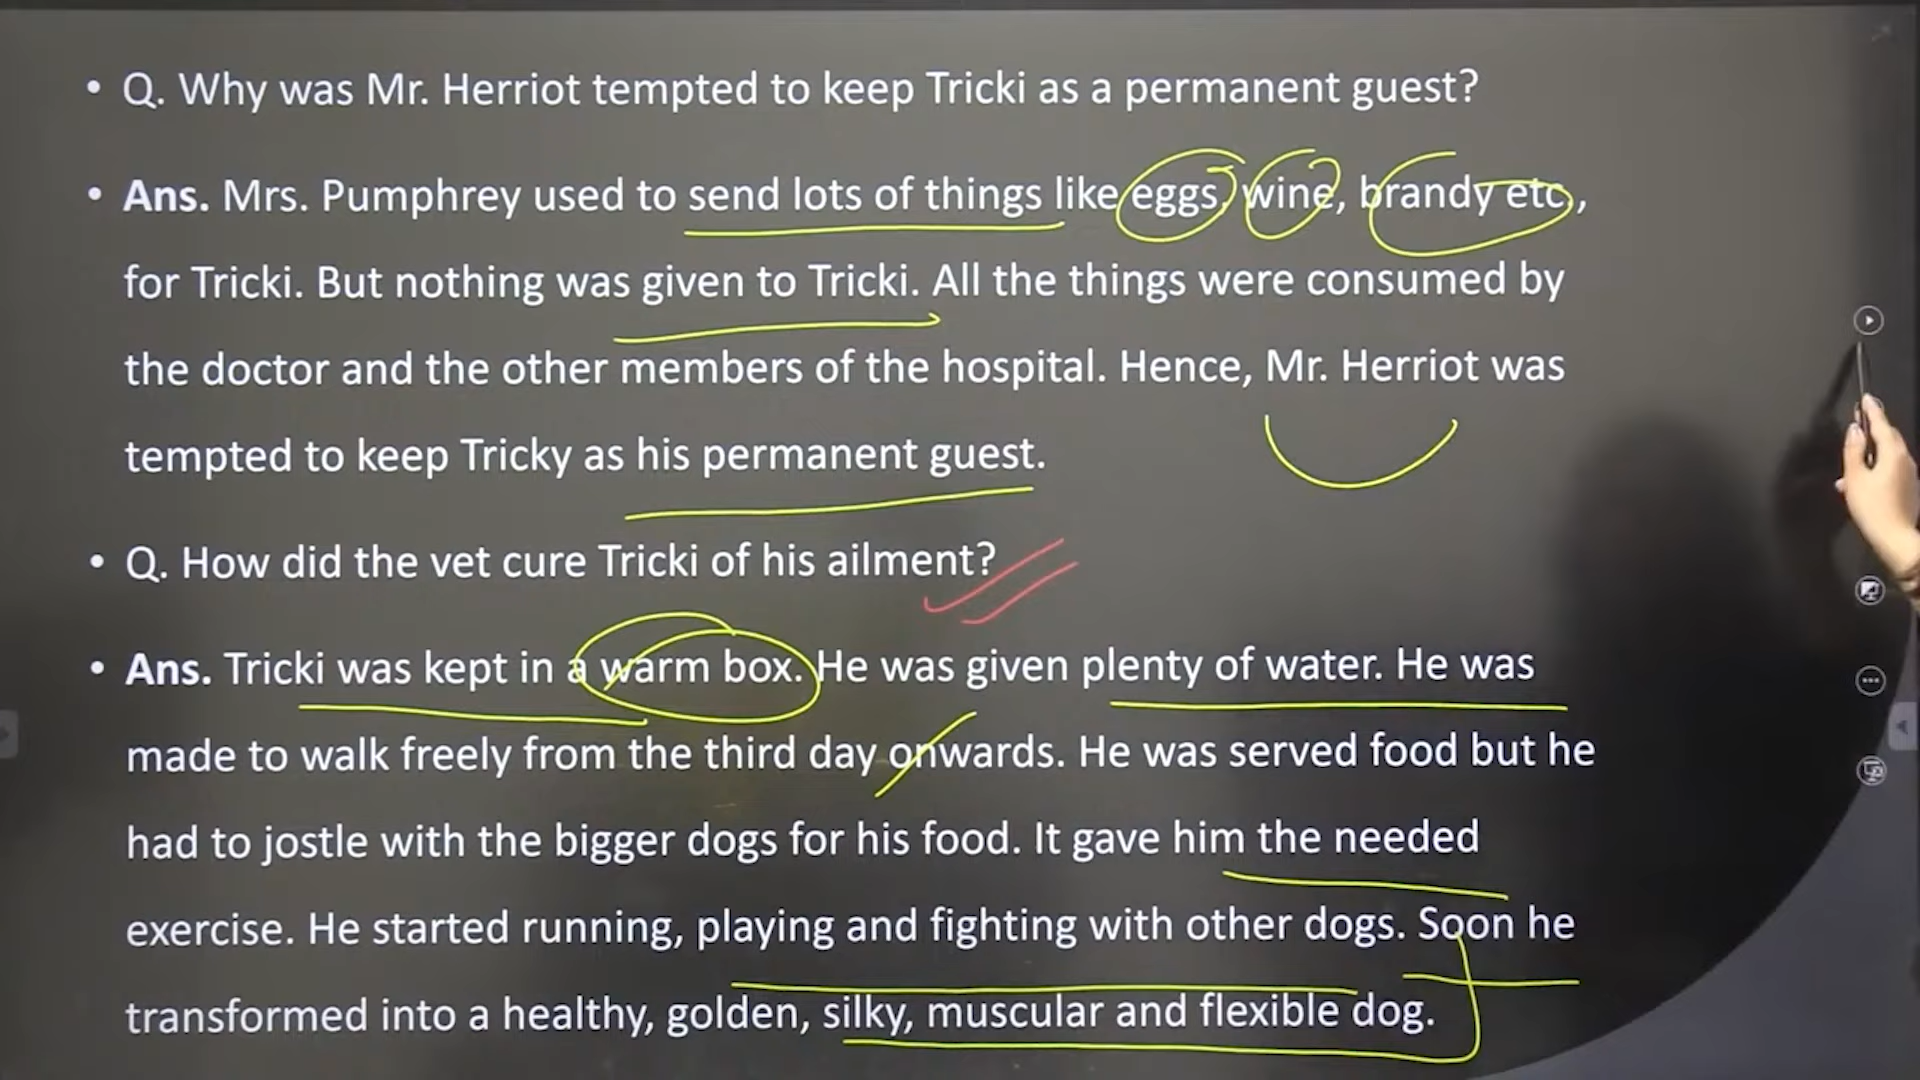 • Q. Why was Mr. Herriot tempted to keep Tricki as a permanent guest?
• Ans. Mrs. Pumphrey used to send lots of things like eggs, wine, brandy etc.,
for Tricki. But nothing was given to Tricki. All the things were consumed by
the doctor and the other members of the hospital. Hence, Mr. Herriot was
tempted to keep Tricky as his permanent guest.
• Q. How did the vet cure Tricki of his ailment?
• Ans. Tricki was kept in a warm box. He was given plenty of water. He was
made to walk freely from the third day onwards. He was served food but he
had to jostle with the bigger dogs for his food. It gave him the needed
exercise. He started running, playing and fighting with other dogs. Soon he
transformed into a healthy, golden, silky, muscular and flexible dog.